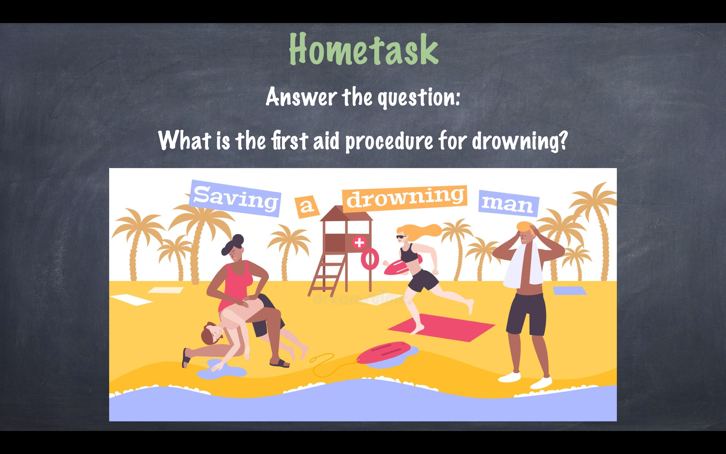 Hometask
Answer the question:
What is the first aid procedure for drowning?
Saving a drowning man